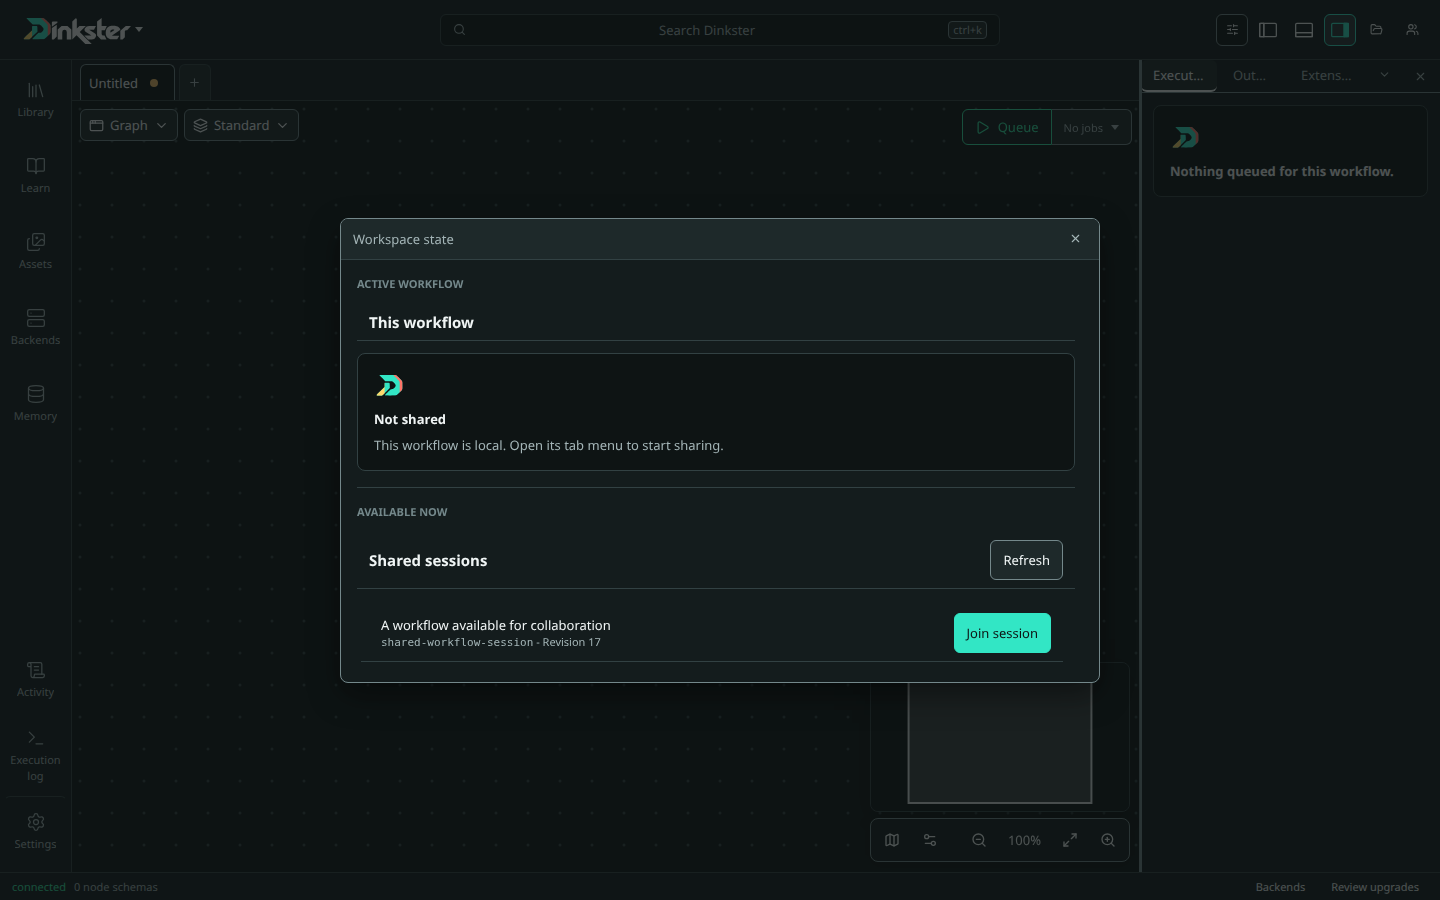 Dinkster
Search Dinkster
ctrl+k
Library
Learn
Assets
Backends
Memory
Activity
Execution
log
Settings
Untitled
+
Graph
Standard
Queue
No jobs
Execut...
Out...
Extens...
Nothing queued for this workflow.
Workspace state
ACTIVE WORKFLOW
This workflow
Not shared
This workflow is local. Open its tab menu to start sharing.
AVAILABLE NOW
Shared sessions
Refresh
A workflow available for collaboration
shared-workflow-session - Revision 17
Join session
100%
connected
0 node schemas
Backends
Review upgrades